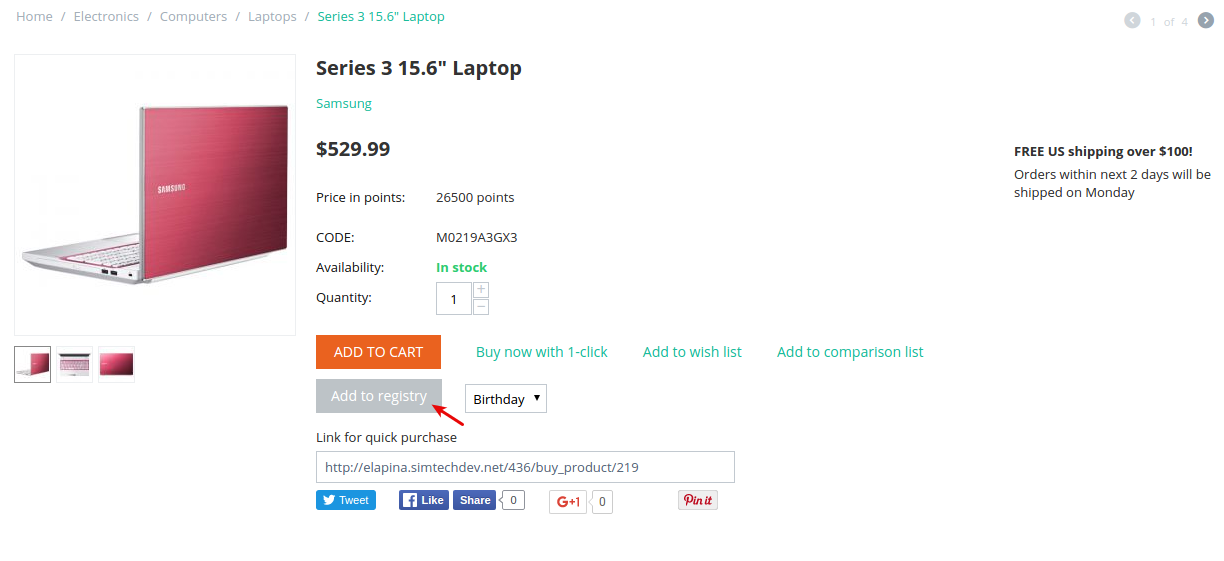 Home / Electronics / Computers / Laptops / Series 3 15.6" Laptop
1 of 4
SAMSUNG
Series 3 15.6" Laptop
Samsung
$529.99
Price in points: 26500 points
CODE: M0219A3GX3
Availability: In stock
Quantity: 1 + −
ADD TO CART Buy now with 1-click Add to wish list Add to comparison list
Add to registry Birthday
Link for quick purchase
http://elapina.simtechdev.net/436/buy_product/219
Tweet Like Share 0 G+1 0 Pin it
FREE US shipping over $100!
Orders within next 2 days will be
shipped on Monday